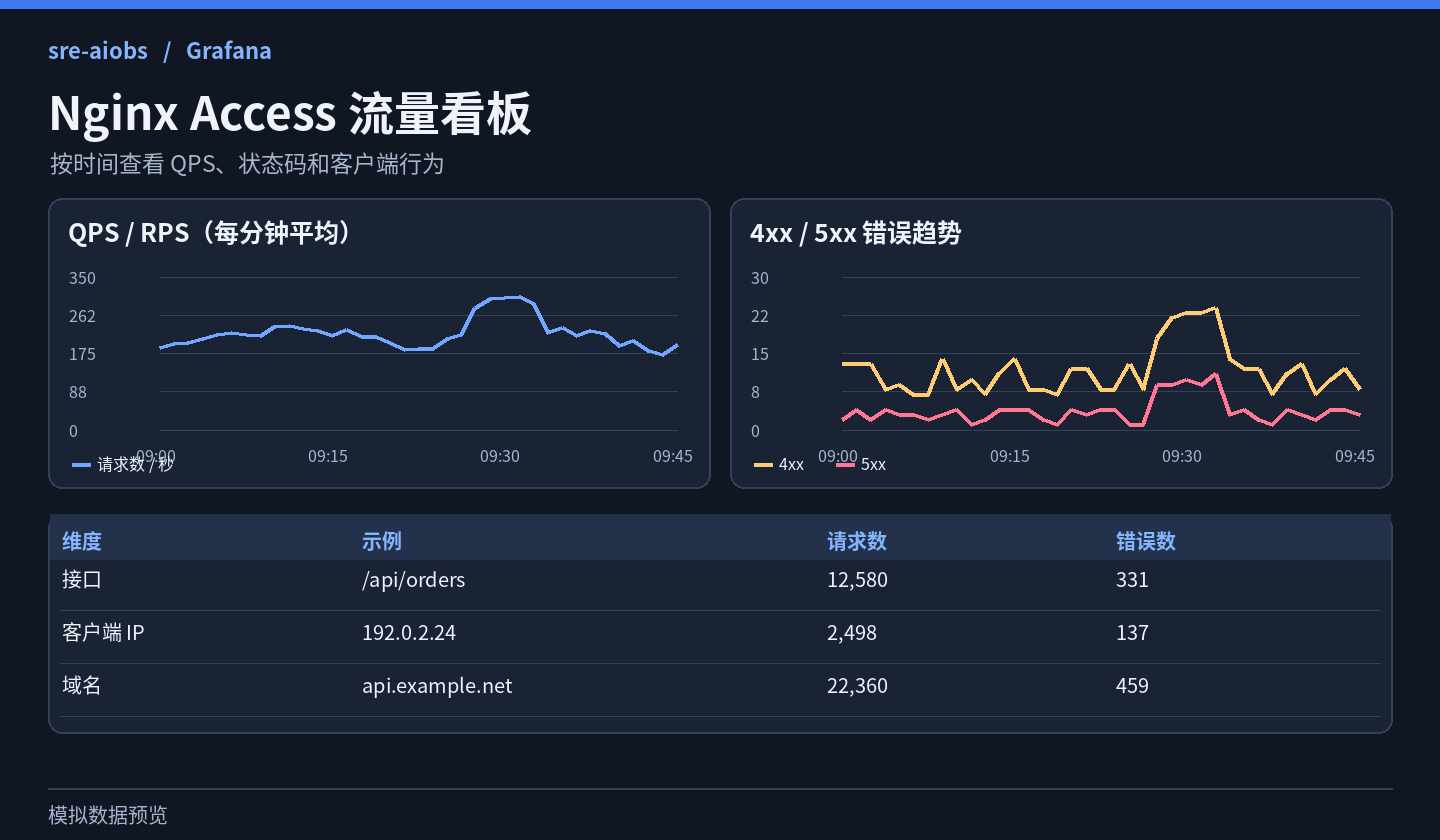 sre-aiobs / Grafana
Nginx Access 流量看板
按时间查看 QPS、状态码和客户端行为
QPS / RPS（每分钟平均）
350
262
175
88
0
09:00 09:15 09:30 09:45
请求数 / 秒
4xx / 5xx 错误趋势
30
22
15
8
0
09:00 09:15 09:30 09:45
4xx 5xx
维度 示例 请求数 错误数
接口 /api/orders 12,580 331
客户端 IP 192.0.2.24 2,498 137
域名 api.example.net 22,360 459
模拟数据预览